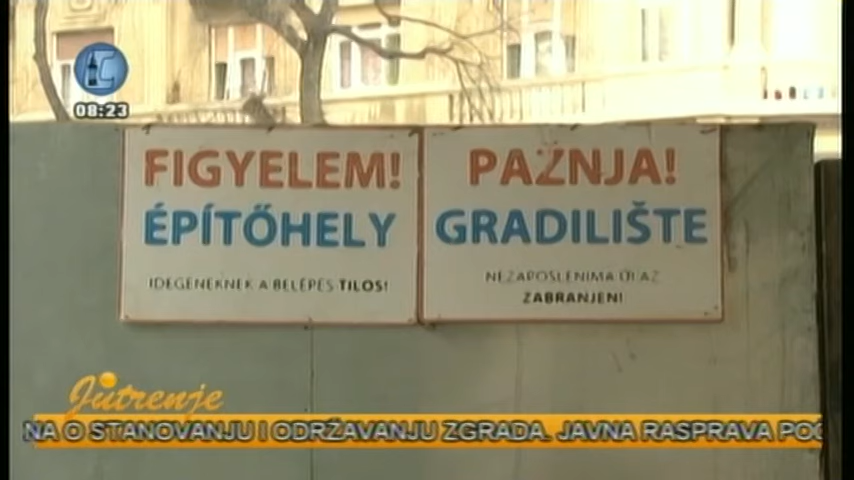 08:23
FIGYELEM!
ÉPÍTŐHELY
IDEGENEKNEK A BELÉPÉS TILOS!
PAŽNJA!
GRADILIŠTE
NEZAPOSLENIMA ULAZ
ZABRANJEN!
Jutrenje
NA O STANOVANJU I ODRŽAVANJU ZGRADA. JAVNA RASPRAVA POČ